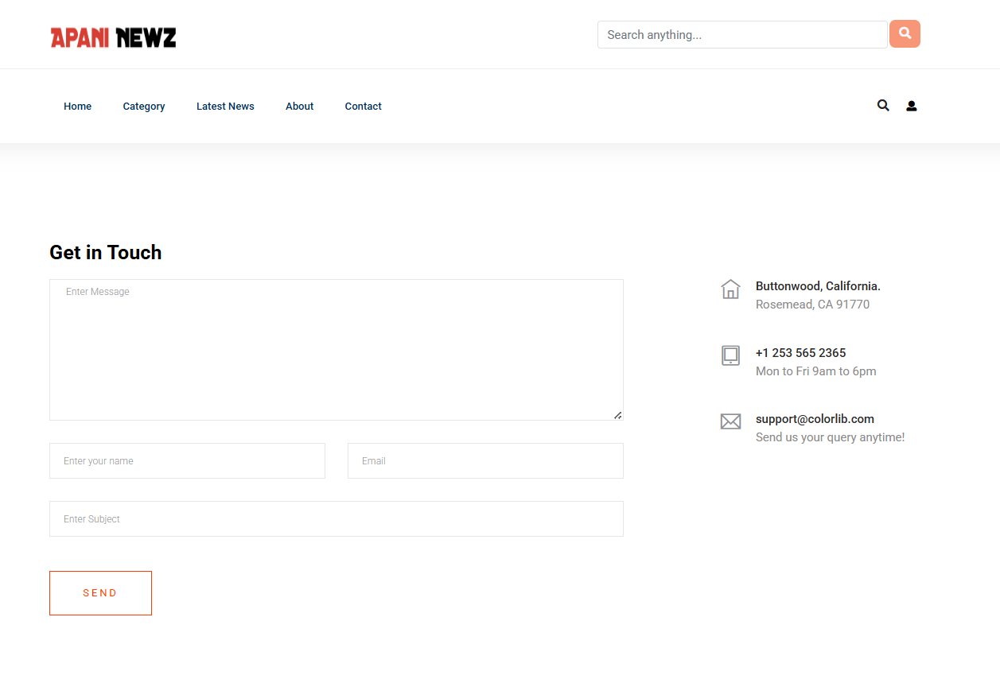 APANI NEWZ
Search anything...
Home Category Latest News About Contact
Get in Touch
Enter Message
Enter your name Email
Enter Subject
SEND
Buttonwood, California.
Rosemead, CA 91770
+1 253 565 2365
Mon to Fri 9am to 6pm
support@colorlib.com
Send us your query anytime!